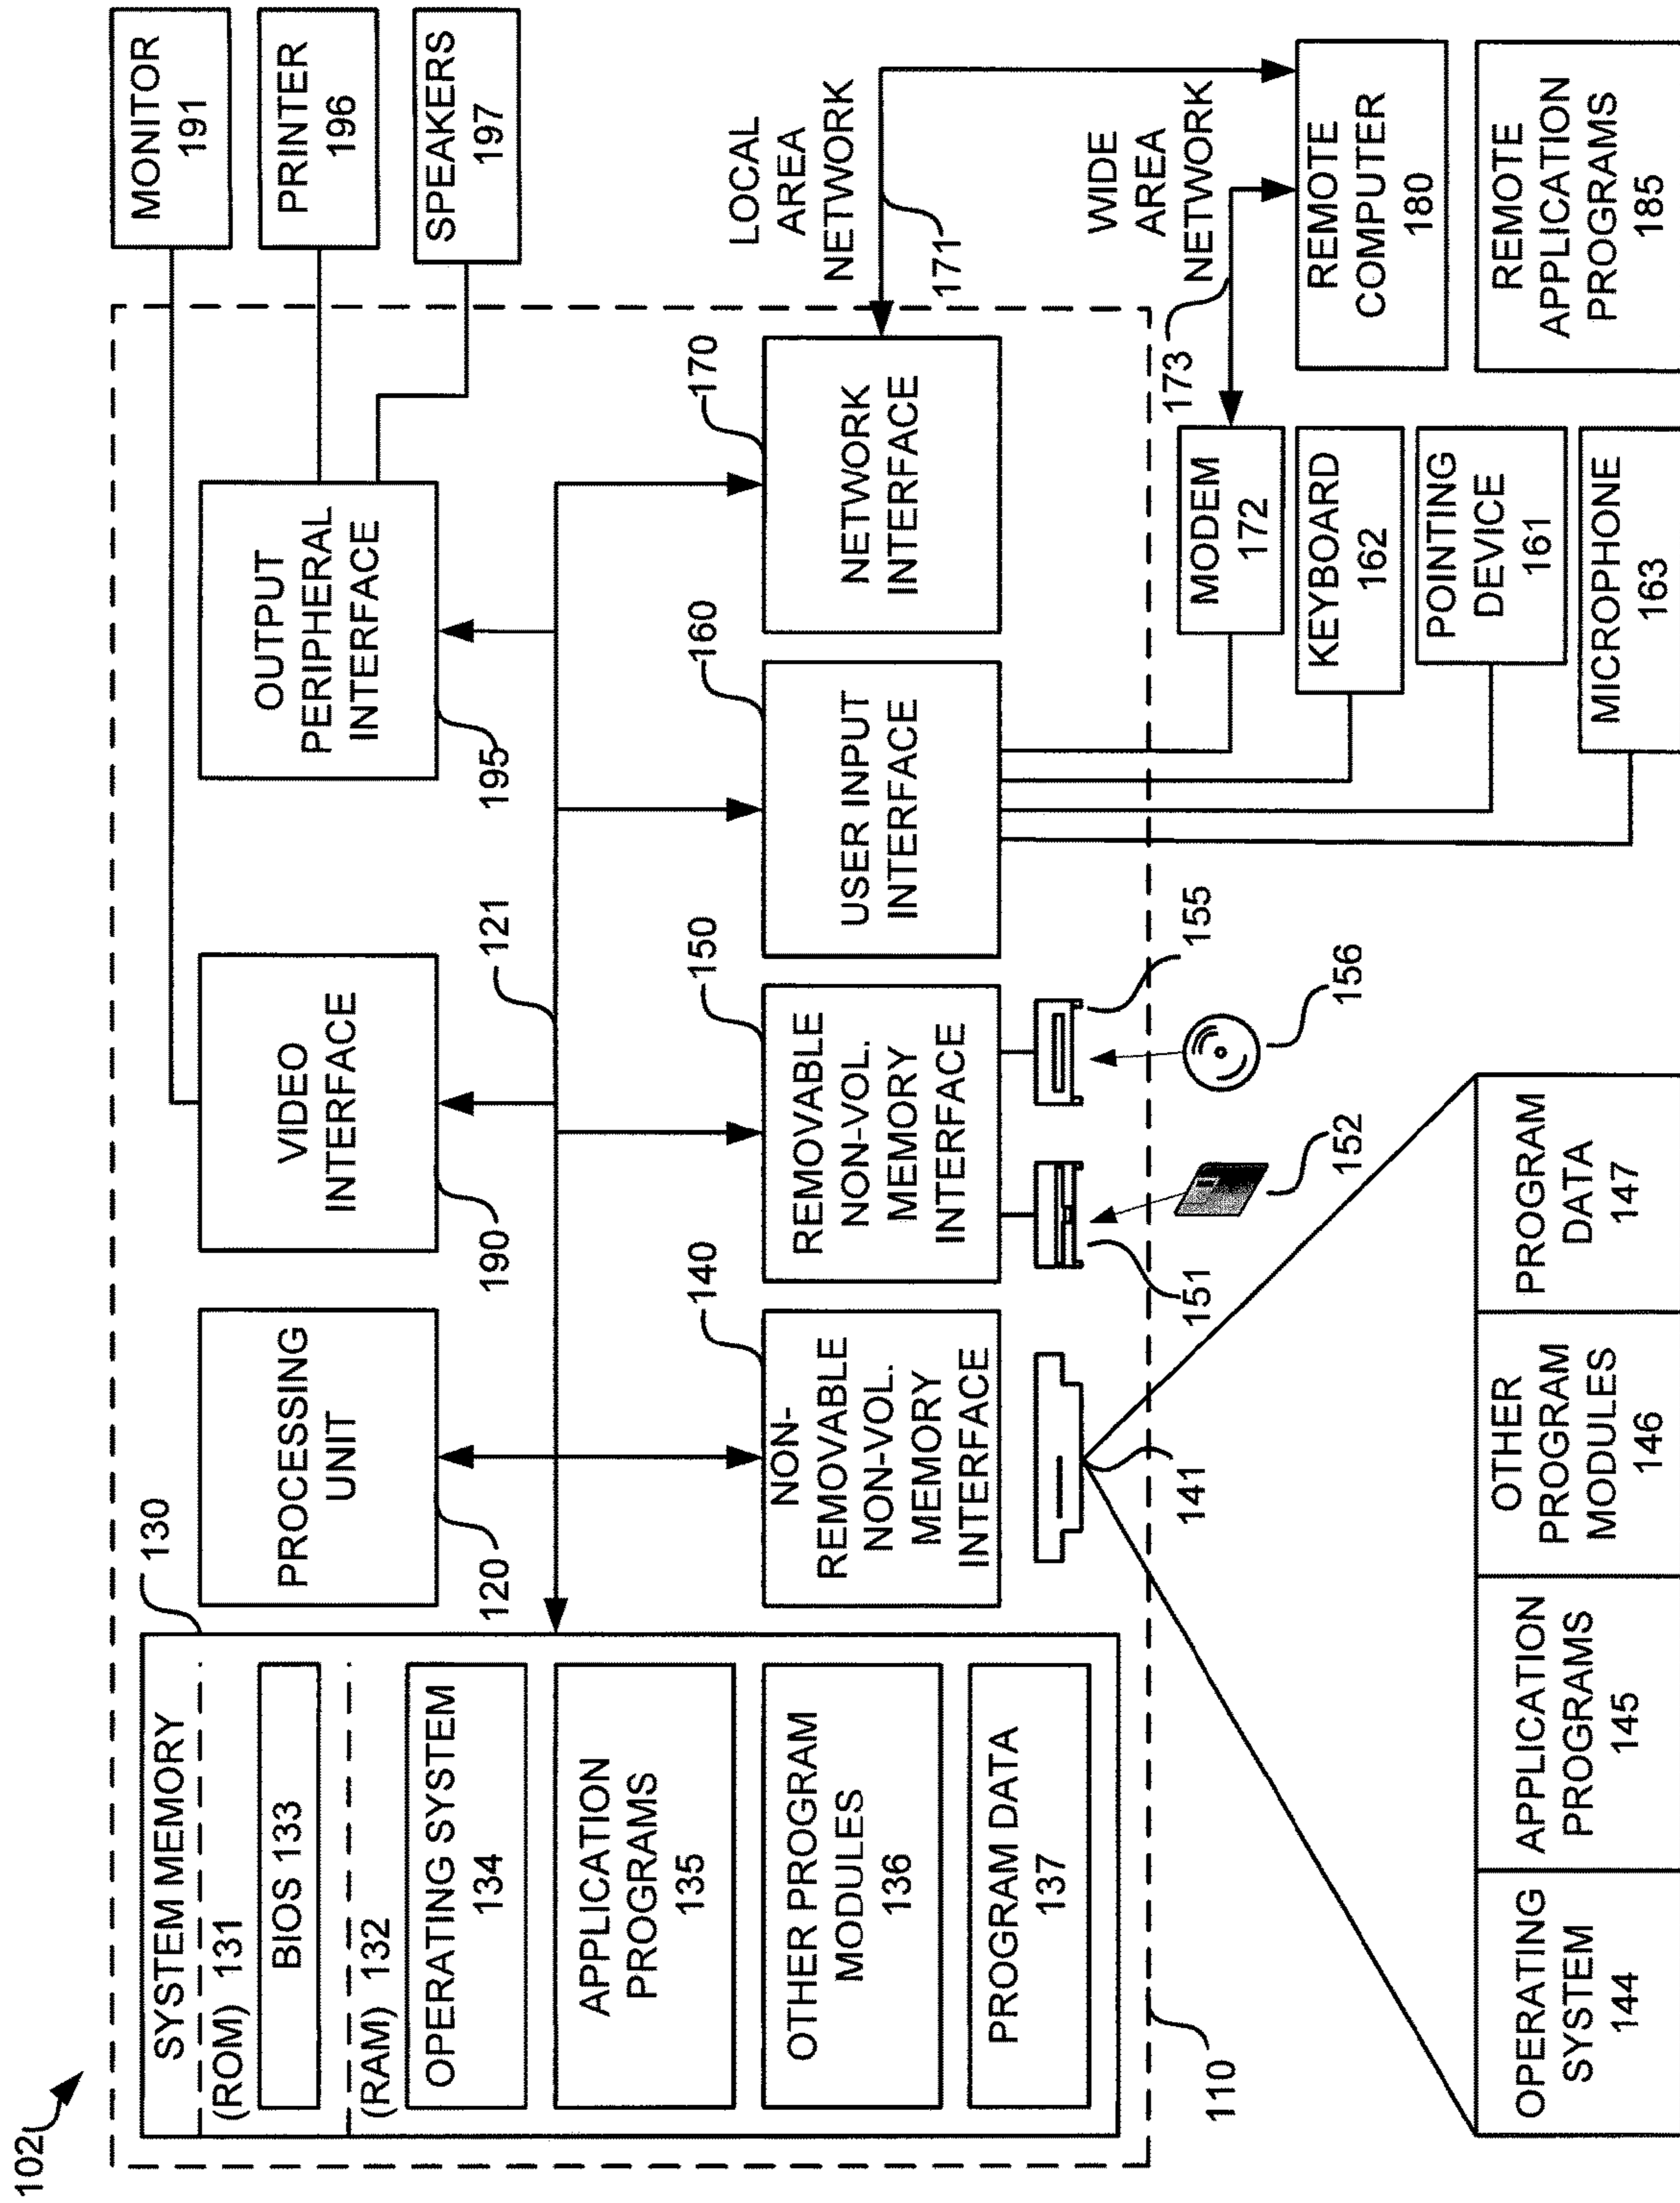 102
SYSTEM MEMORY
(ROM) 131
BIOS 133
(RAM) 132
OPERATING SYSTEM
134
APPLICATION
PROGRAMS
135
OTHER PROGRAM
MODULES
136
PROGRAM DATA
137
130
PROCESSING
UNIT
120
VIDEO
INTERFACE
190
121
OUTPUT
PERIPHERAL
INTERFACE
195
MONITOR
191
PRINTER
196
SPEAKERS
197
140
NON-
REMOVABLE
NON-VOL.
MEMORY
INTERFACE
150
REMOVABLE
NON-VOL.
MEMORY
INTERFACE
160
USER INPUT
INTERFACE
170
NETWORK
INTERFACE
LOCAL
AREA
NETWORK
171
110
141
151
152
155
156
173
WIDE
AREA
NETWORK
MODEM
172
KEYBOARD
162
POINTING
DEVICE
161
MICROPHONE
163
REMOTE
COMPUTER
180
REMOTE
APPLICATION
PROGRAMS
185
OPERATING
SYSTEM
144
APPLICATION
PROGRAMS
145
OTHER
PROGRAM
MODULES
146
PROGRAM
DATA
147